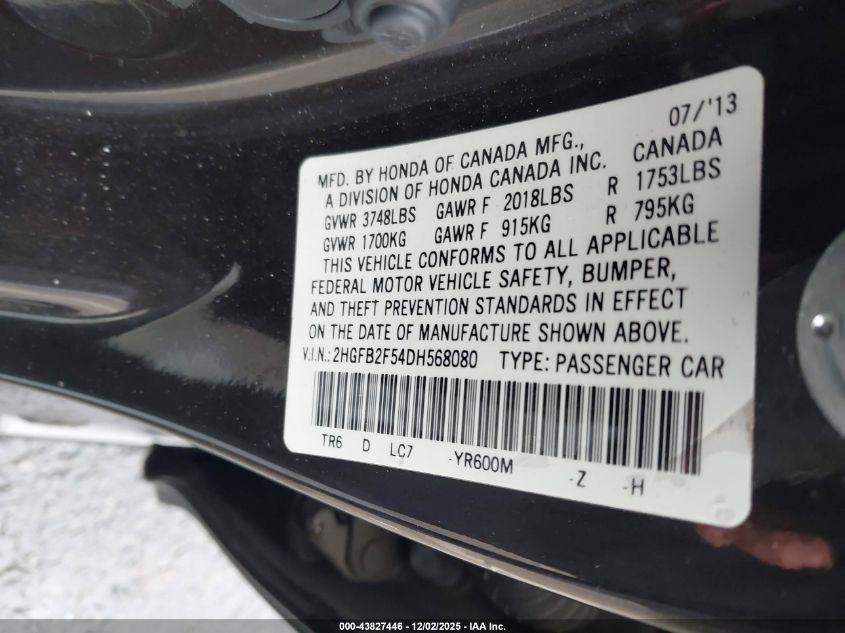 07/'13
MFD. BY HONDA OF CANADA MFG., CANADA
A DIVISION OF HONDA CANADA INC.
GVWR 3748LBS GAWR F 2018LBS R 1753LBS
GVWR 1700KG GAWR F 915KG R 795KG
THIS VEHICLE CONFORMS TO ALL APPLICABLE
FEDERAL MOTOR VEHICLE SAFETY, BUMPER,
AND THEFT PREVENTION STANDARDS IN EFFECT
ON THE DATE OF MANUFACTURE SHOWN ABOVE.
V.I.N.: 2HGFB2F54DH568080 TYPE: PASSENGER CAR
TR6 D LC7 -YR600M -Z -H
000-43827446 - 12/02/2025 - IAA Inc.